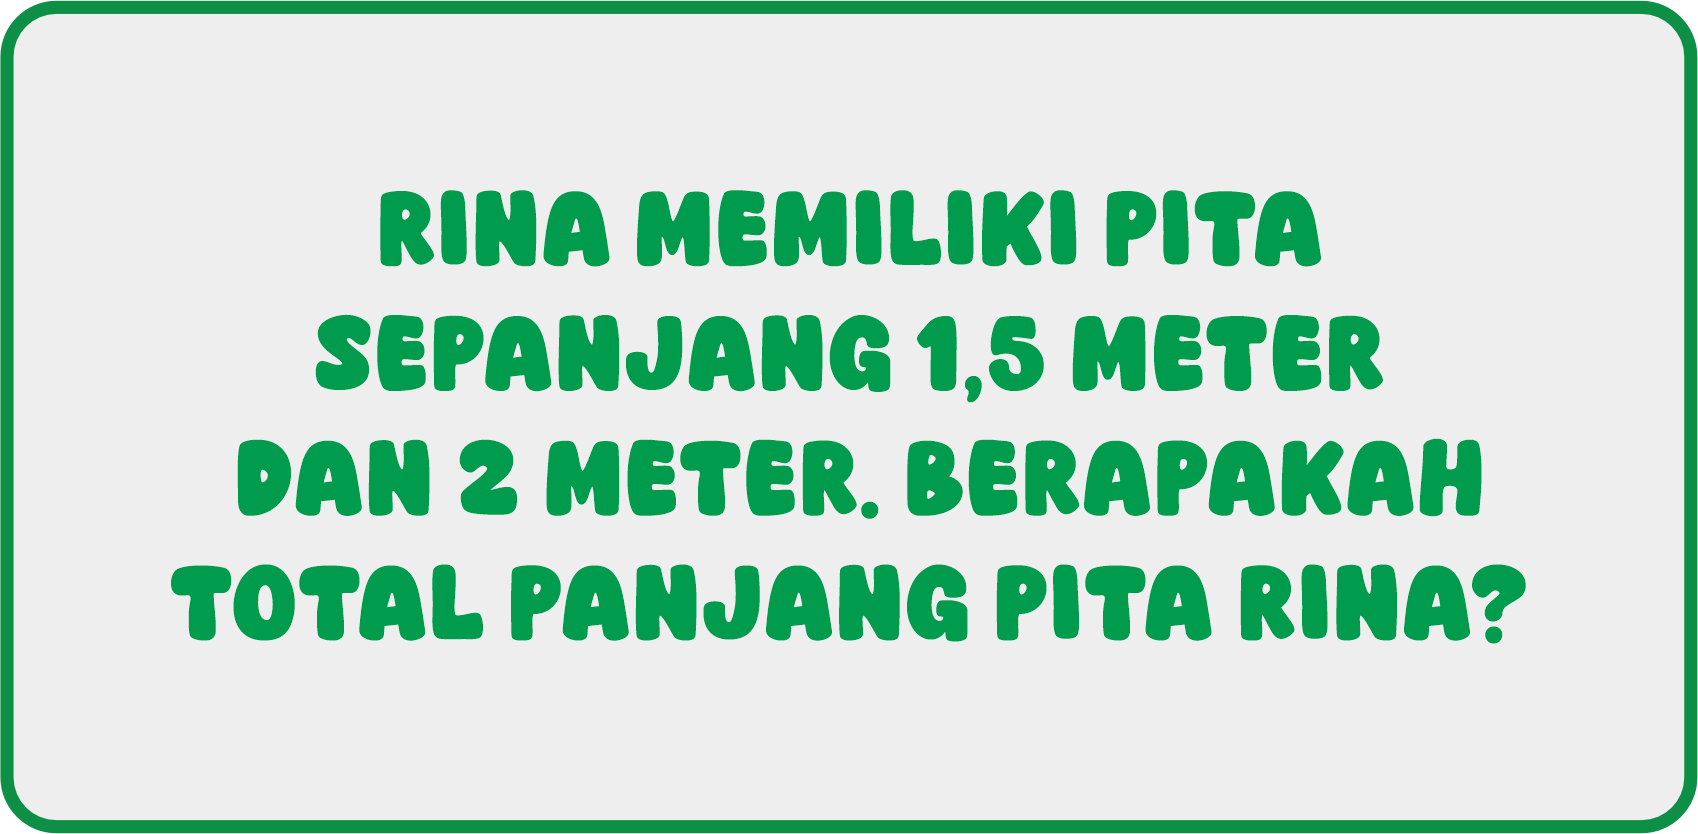 RINA MEMILIKI PITA
SEPANJANG 1,5 METER
DAN 2 METER. BERAPAKAH
TOTAL PANJANG PITA RINA?